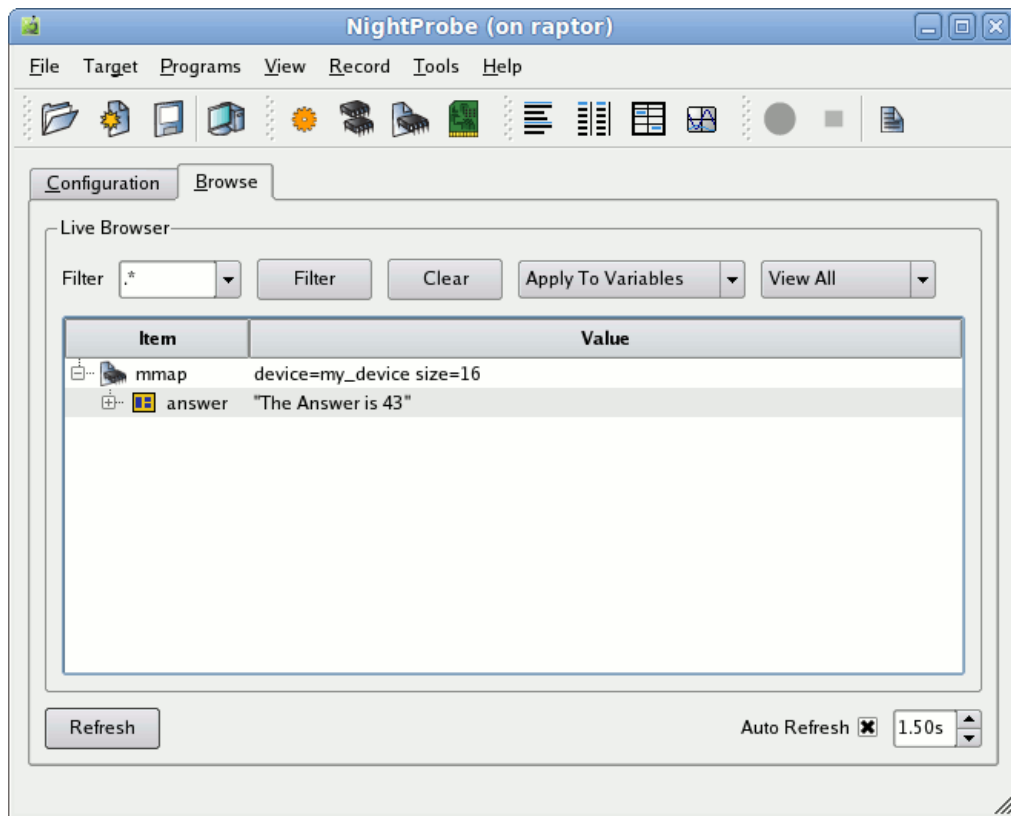 NightProbe (on raptor)
File Target Programs View Record Tools Help
Configuration Browse
Live Browser
Filter .* Filter Clear Apply To Variables View All
Item Value
mmap device=my_device size=16
answer "The Answer is 43"
Refresh Auto Refresh 1.50s